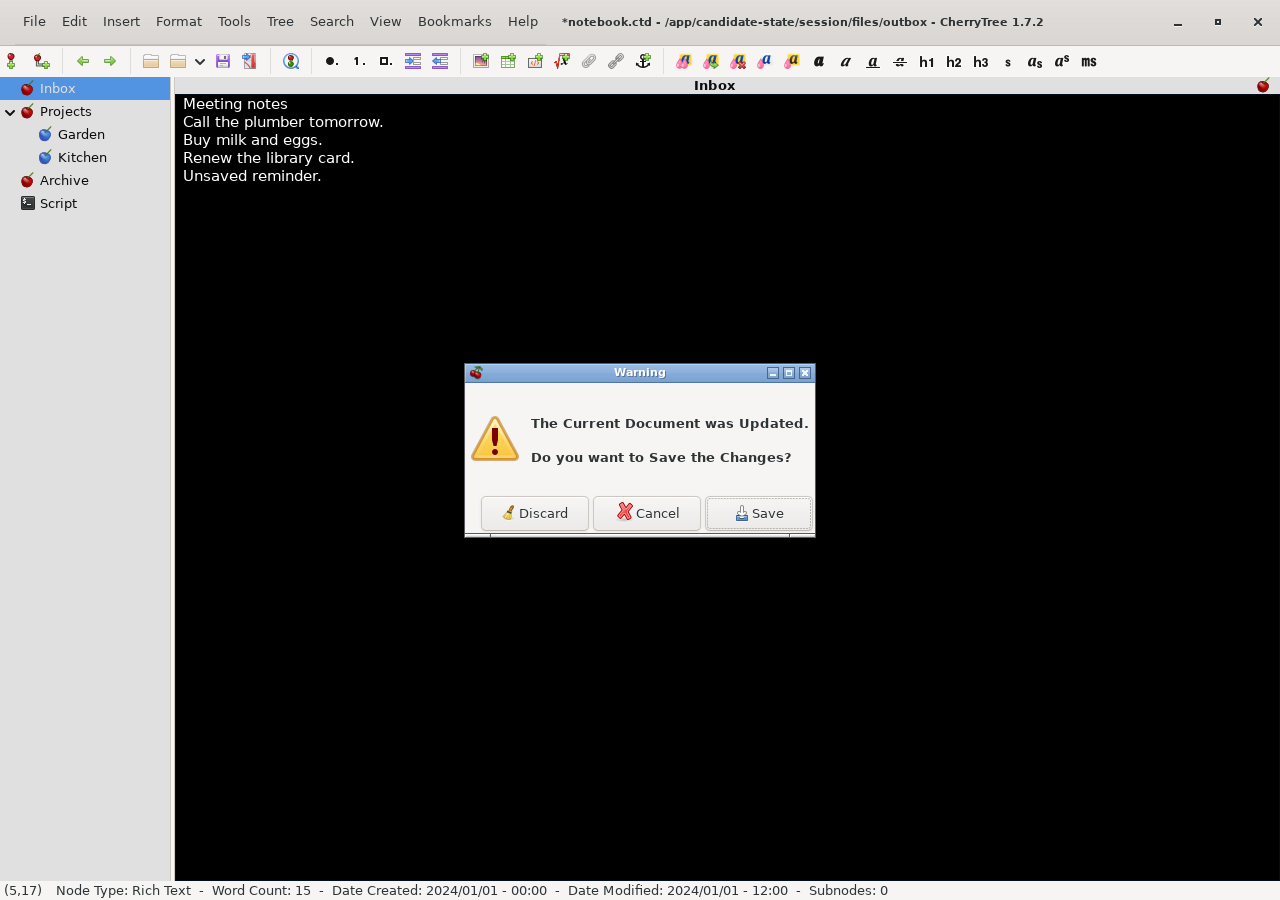 File Edit Insert Format Tools Tree Search View Bookmarks Help *notebook.ctd - /app/candidate-state/session/files/outbox - CherryTree 1.7.2
1. a a a a a a a a a h1 h2 h3 s as as ms
Inbox
Projects
Garden
Kitchen
Archive
Script
Inbox
Meeting notes
Call the plumber tomorrow.
Buy milk and eggs.
Renew the library card.
Unsaved reminder.
Warning
The Current Document was Updated.
Do you want to Save the Changes?
Discard Cancel Save
(5,17) Node Type: Rich Text - Word Count: 15 - Date Created: 2024/01/01 - 00:00 - Date Modified: 2024/01/01 - 12:00 - Subnodes: 0